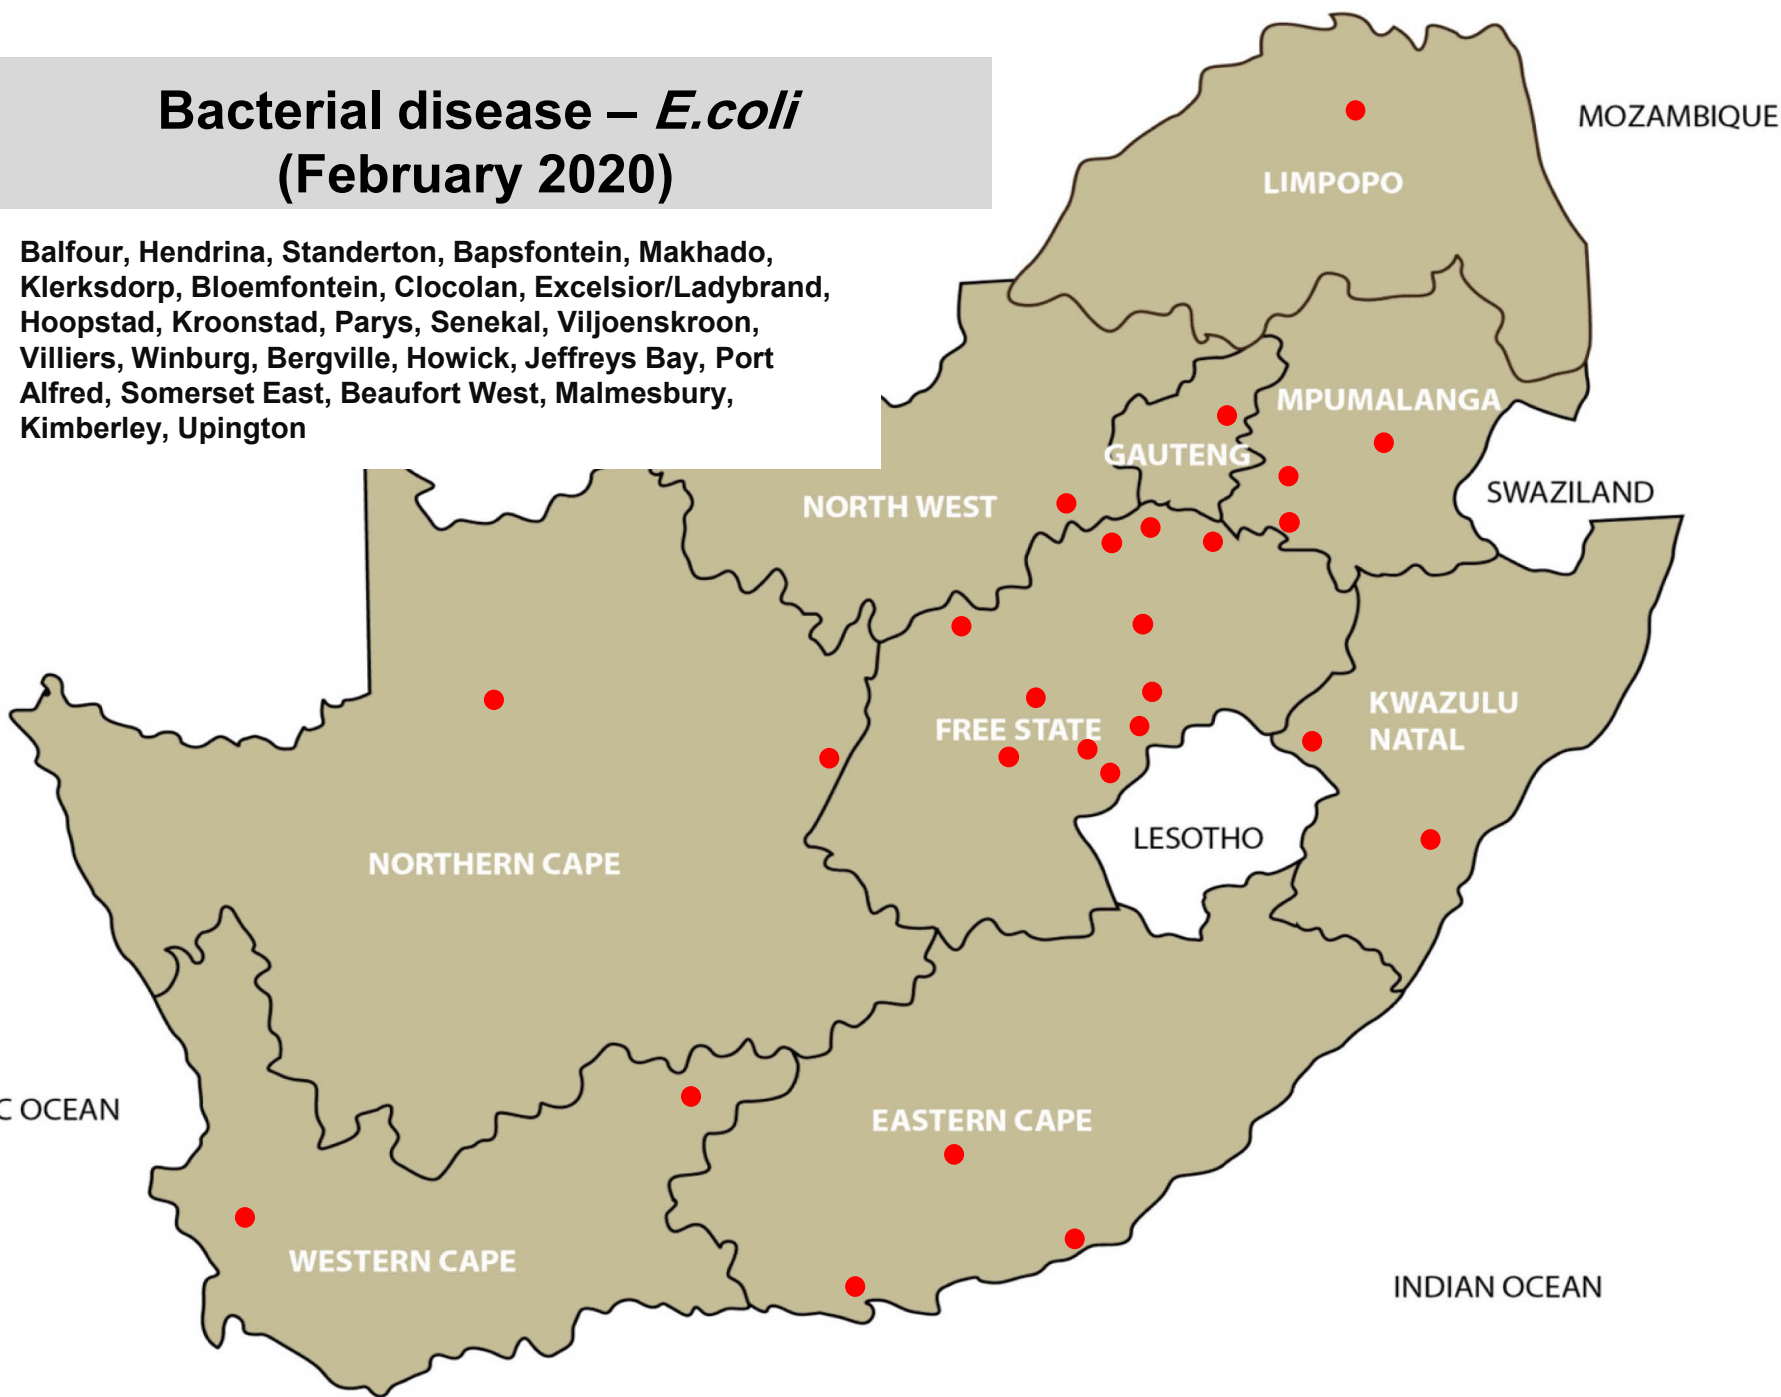 Bacterial disease – E.coli
(February 2020)
Balfour, Hendrina, Standerton, Bapsfontein, Makhado,
Klerksdorp, Bloemfontein, Clocolan, Excelsior/Ladybrand,
Hoopstad, Kroonstad, Parys, Senekal, Viljoenskroon,
Villiers, Winburg, Bergville, Howick, Jeffreys Bay, Port
Alfred, Somerset East, Beaufort West, Malmesbury,
Kimberley, Upington
MOZAMBIQUE
LIMPOPO
MPUMALANGA
GAUTENG
SWAZILAND
NORTH WEST
KWAZULU
NATAL
FREE STATE
LESOTHO
NORTHERN CAPE
C OCEAN
EASTERN CAPE
WESTERN CAPE
INDIAN OCEAN